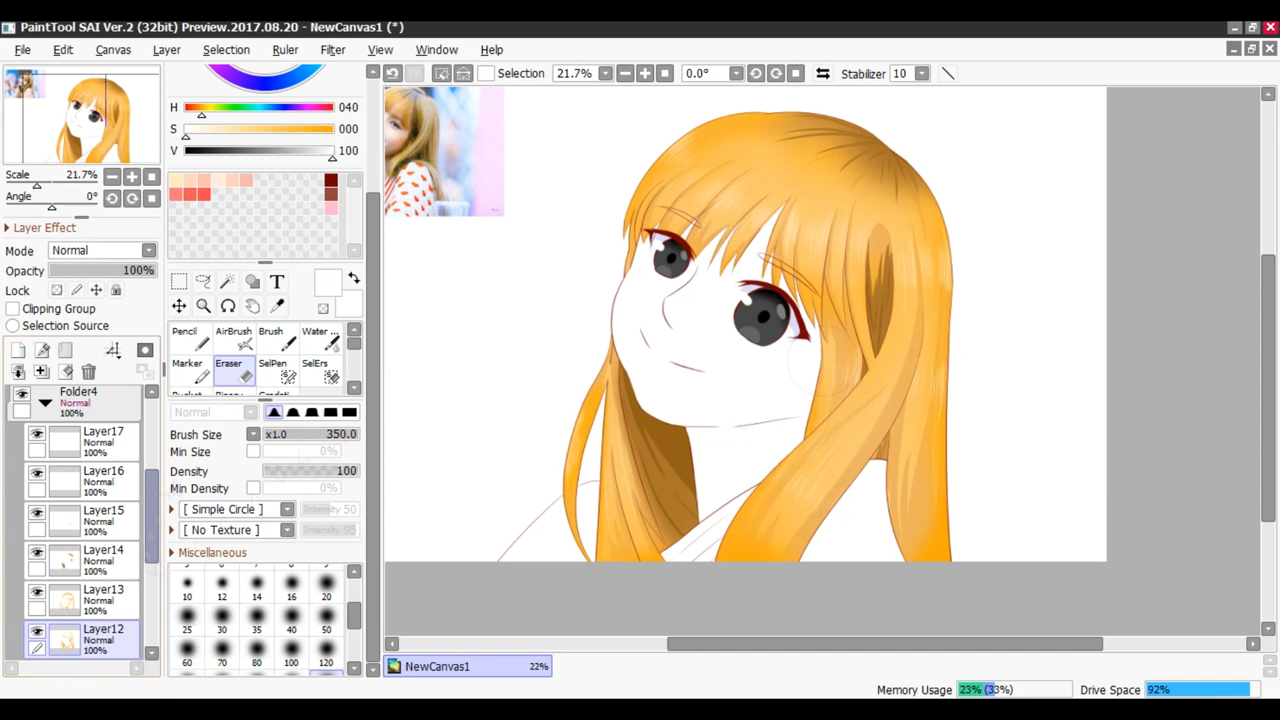 PaintTool SAI Ver.2 (32bit) Preview.2017.08.20 - NewCanvas1 (*)
File Edit Canvas Layer Selection Ruler Filter View Window Help
Selection 21.7% 0.0° Stabilizer 10
Scale 21.7%
Angle 0°
Layer Effect
Mode Normal
Opacity 100%
Lock
Clipping Group
Selection Source
Folder4
Normal
100%
Layer17
Normal
100%
Layer16
Normal
100%
Layer15
Normal
100%
Layer14
Normal
100%
Layer13
Normal
100%
Layer12
Normal
100%
H 040
S 000
V 100
T
Pencil AirBrush Brush Water ...
Marker Eraser SelPen SelErs
Normal
Brush Size x1.0 350.0
Min Size 0%
Density 100
Min Density 0%
[ Simple Circle ] Intensity 50
[ No Texture ] Intensity 95
Miscellaneous
10 12 14 16 20
25 30 35 40 50
60 70 80 100 120
NewCanvas1 22%
Memory Usage 23% (33%) Drive Space 92%